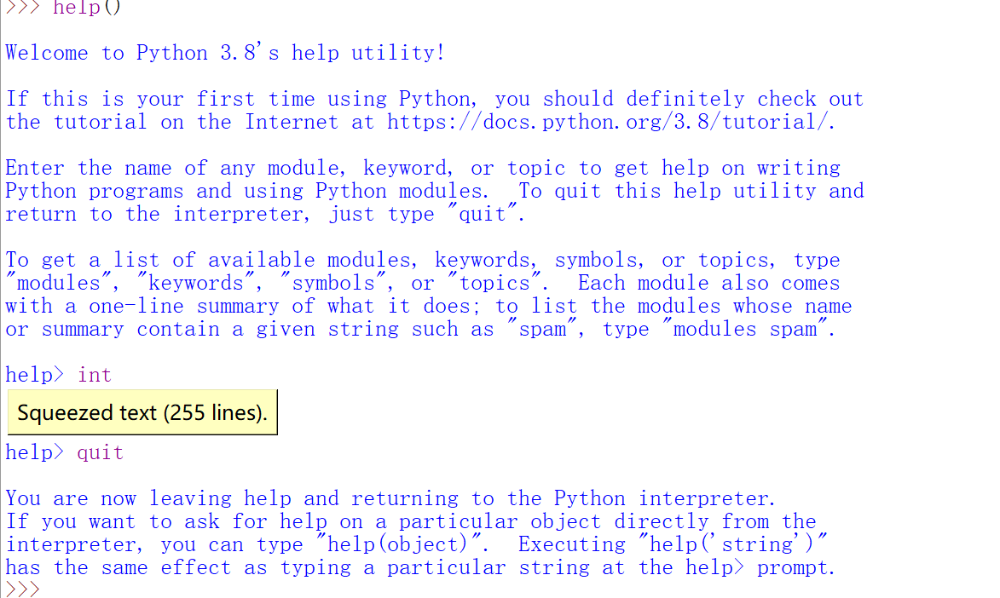 >>> help()
Welcome to Python 3.8's help utility!
If this is your first time using Python, you should definitely check out
the tutorial on the Internet at https://docs.python.org/3.8/tutorial/.
Enter the name of any module, keyword, or topic to get help on writing
Python programs and using Python modules.  To quit this help utility and
return to the interpreter, just type "quit".
To get a list of available modules, keywords, symbols, or topics, type
"modules", "keywords", "symbols", or "topics".  Each module also comes
with a one-line summary of what it does; to list the modules whose name
or summary contain a given string such as "spam", type "modules spam".
help> int
Squeezed text (255 lines).
help> quit
You are now leaving help and returning to the Python interpreter.
If you want to ask for help on a particular object directly from the
interpreter, you can type "help(object)".  Executing "help('string')"
has the same effect as typing a particular string at the help> prompt.
>>>